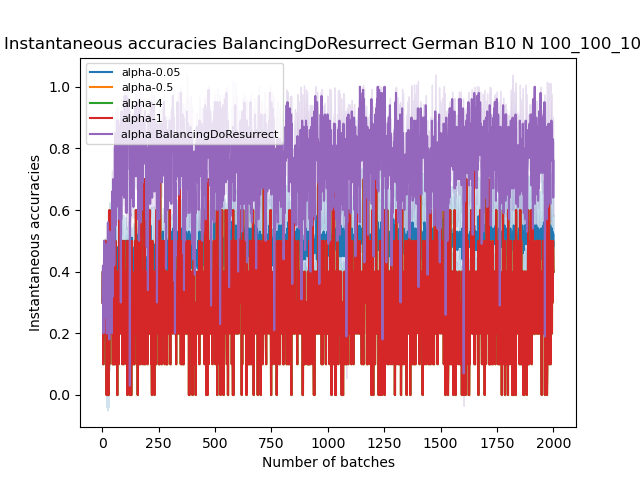 Instantaneous accuracies BalancingDoResurrect German B10 N 100_100_10
alpha-0.05
alpha-0.5
alpha-4
alpha-1
alpha BalancingDoResurrect
1.0
0.8
0.6
0.4
0.2
0.0
Instantaneous accuracies
0 250 500 750 1000 1250 1500 1750 2000
Number of batches